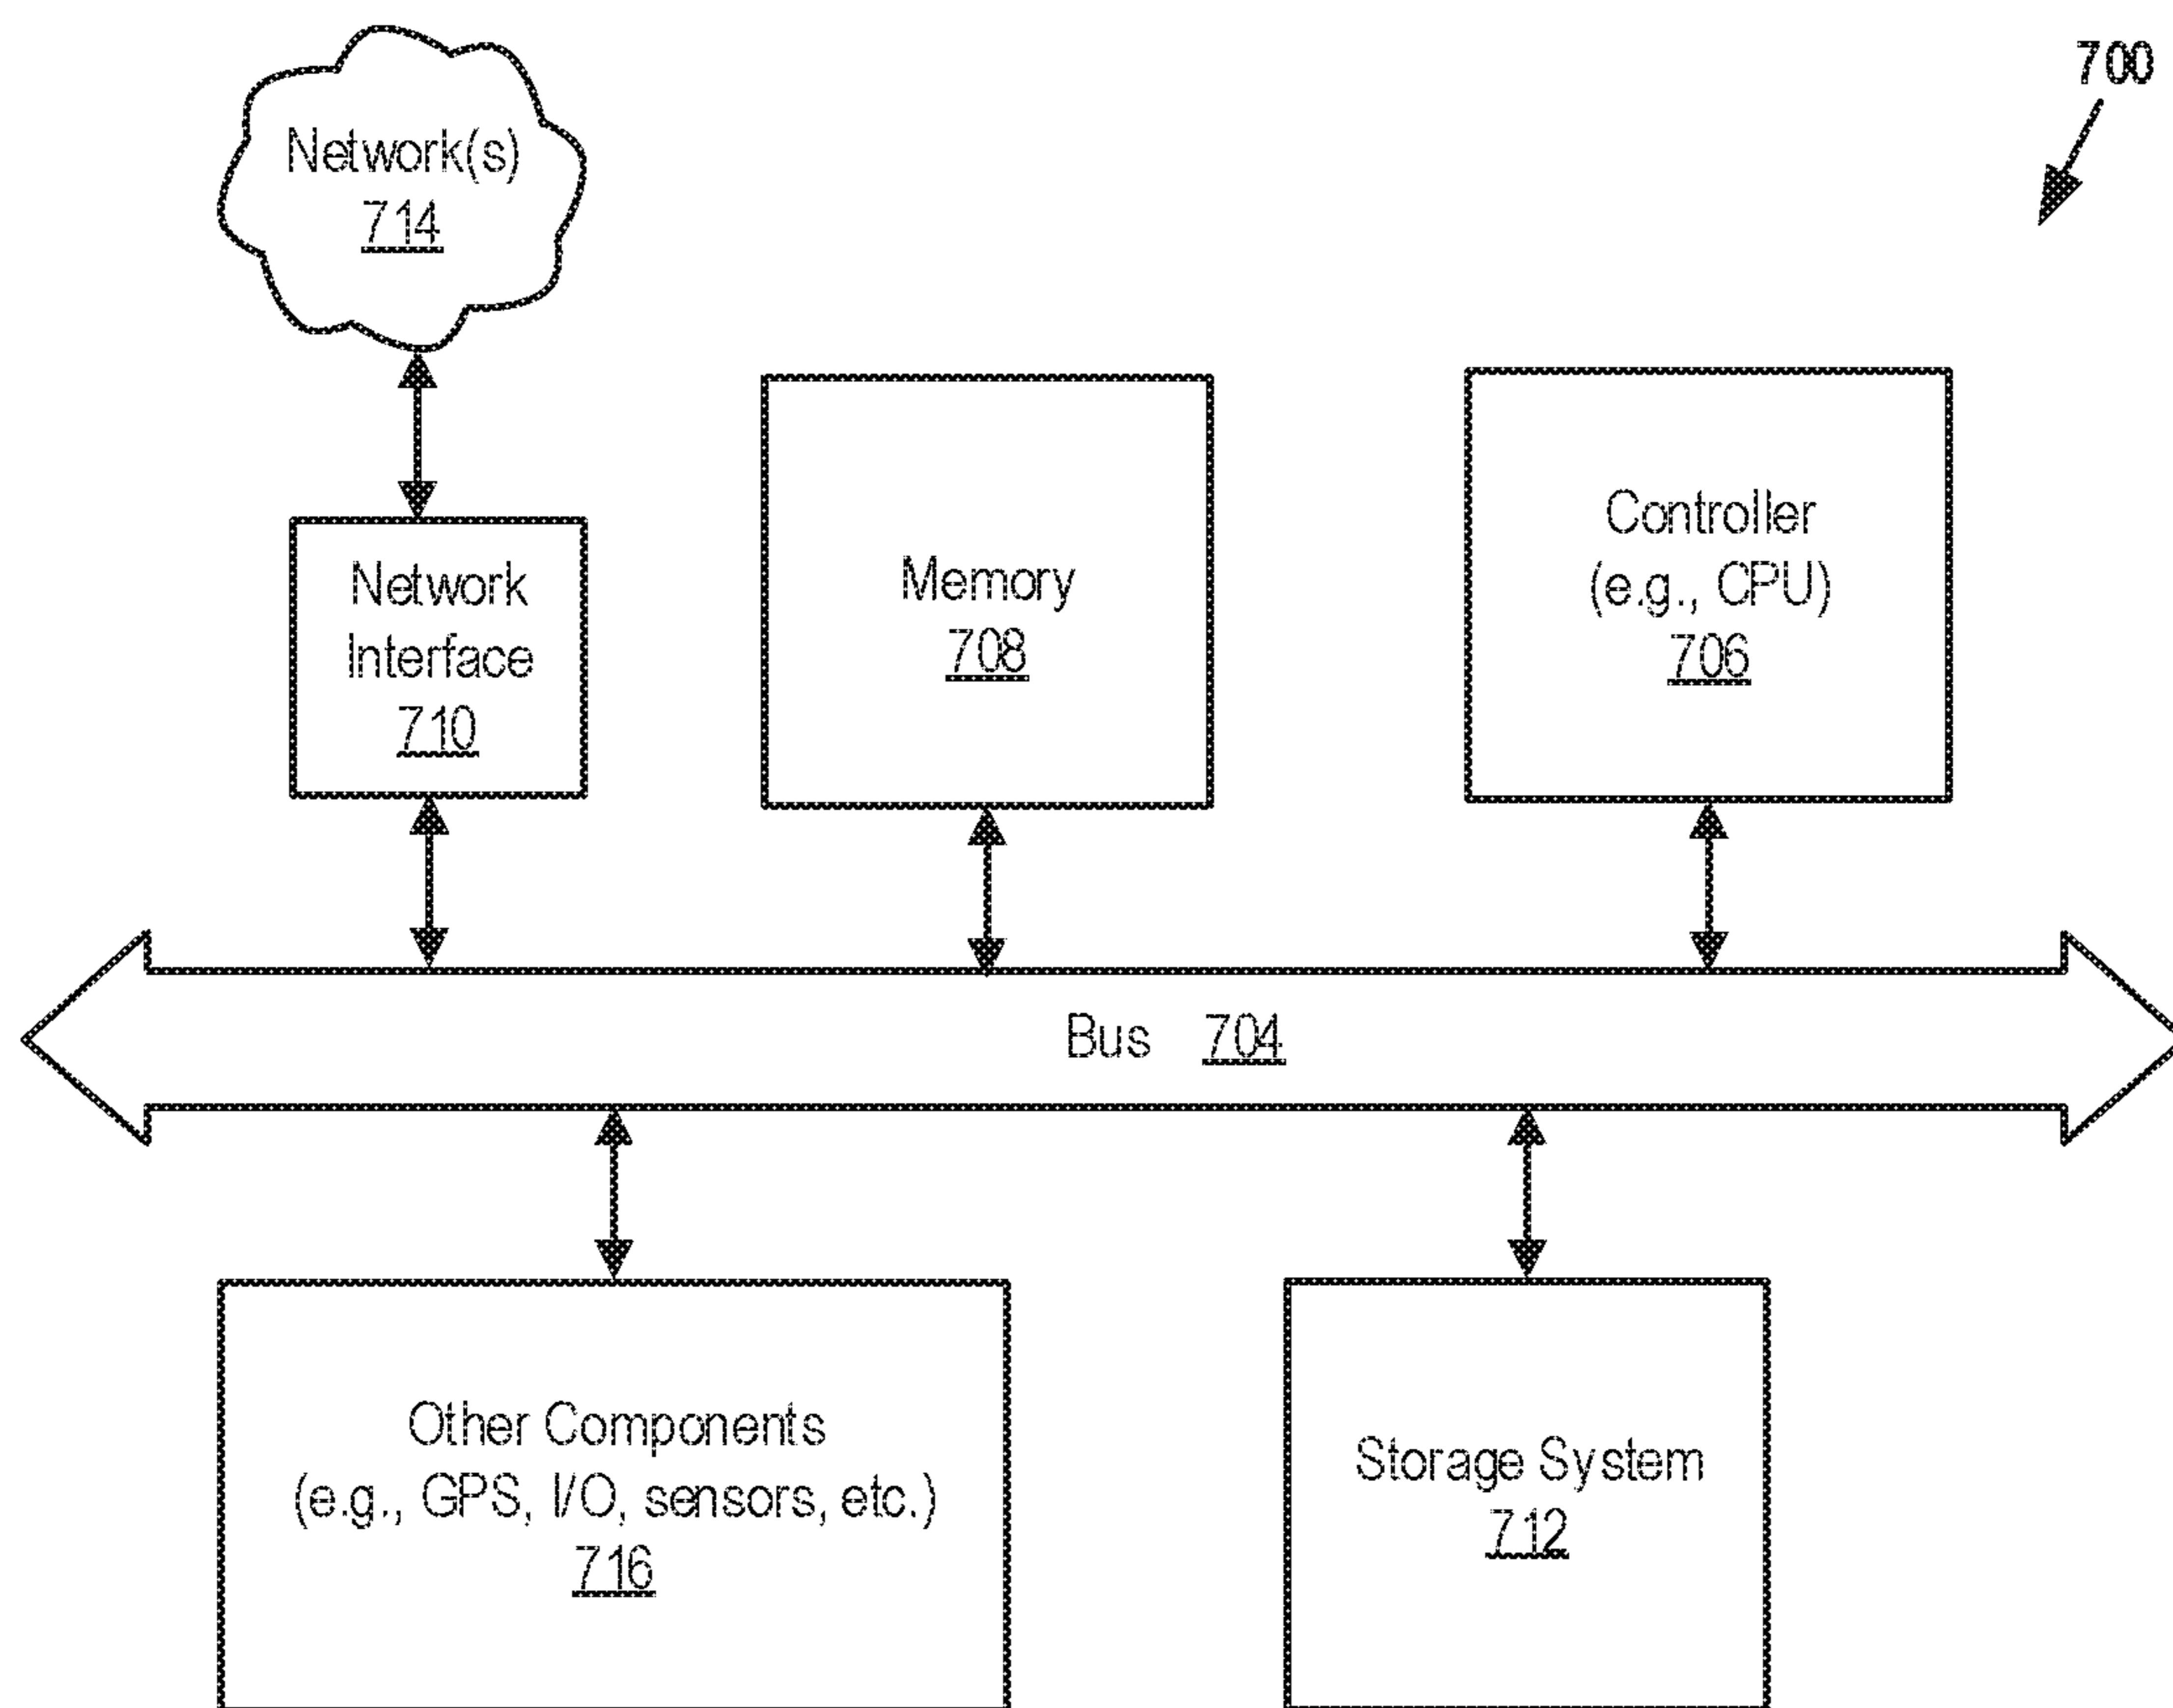 700
Network(s)
714
Network
Interface
710
Memory
708
Controller
(e.g., CPU)
706
Bus 704
Other Components
(e.g., GPS, I/O, sensors, etc.)
716
Storage System
712